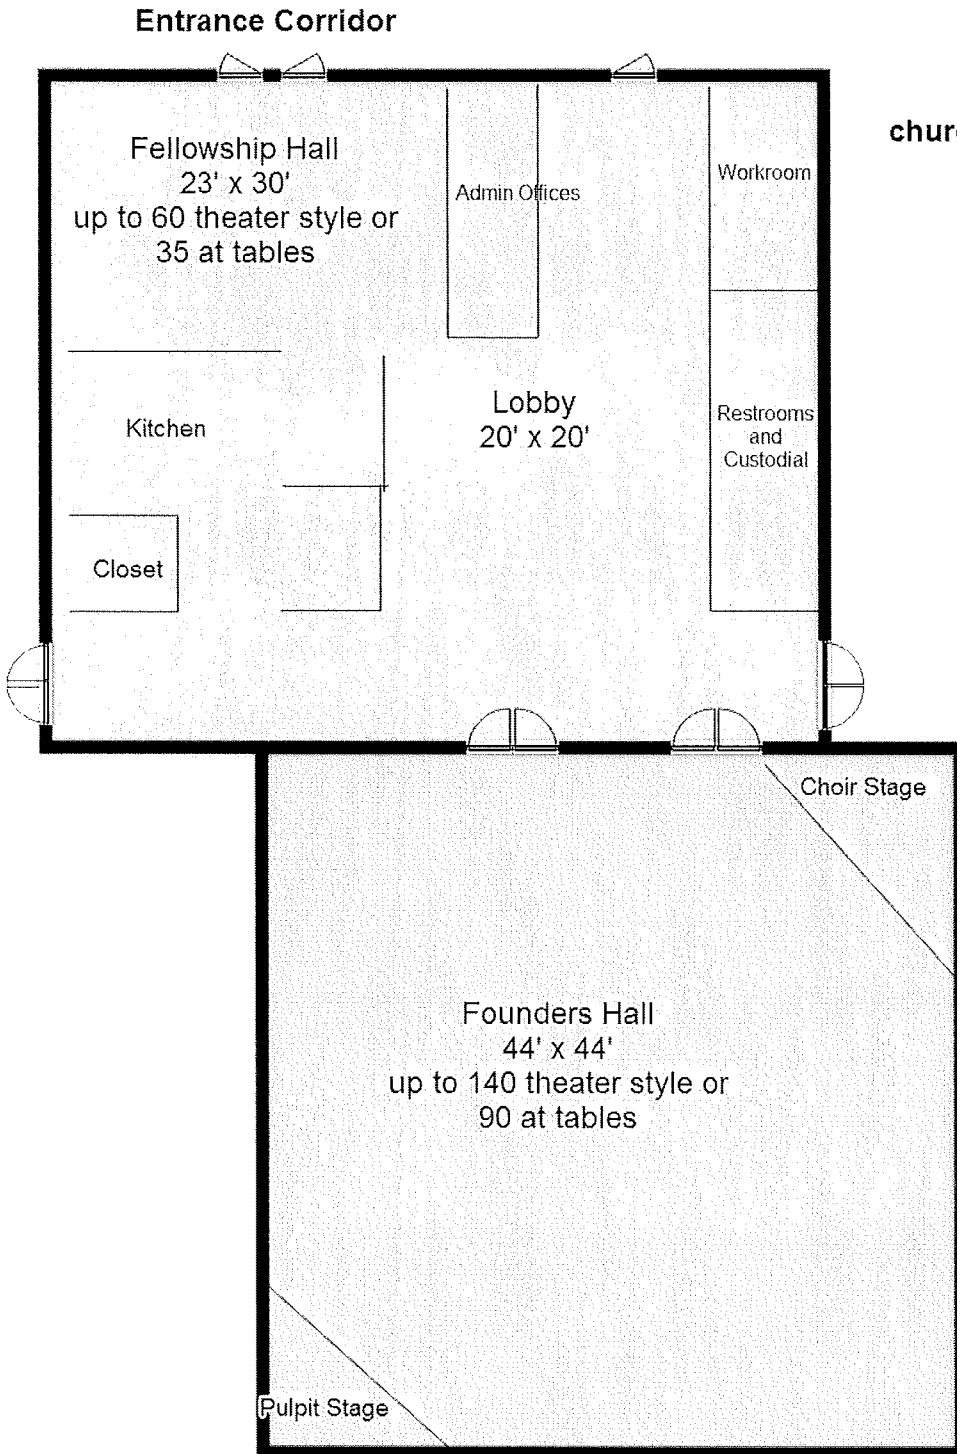 Entrance Corridor
chur
Fellowship Hall
23' x 30'
up to 60 theater style or
35 at tables
Admin Offices
Workroom
Kitchen
Lobby
20' x 20'
Restrooms
and
Custodial
Closet
Choir Stage
Founders Hall
44' x 44'
up to 140 theater style or
90 at tables
Pulpit Stage